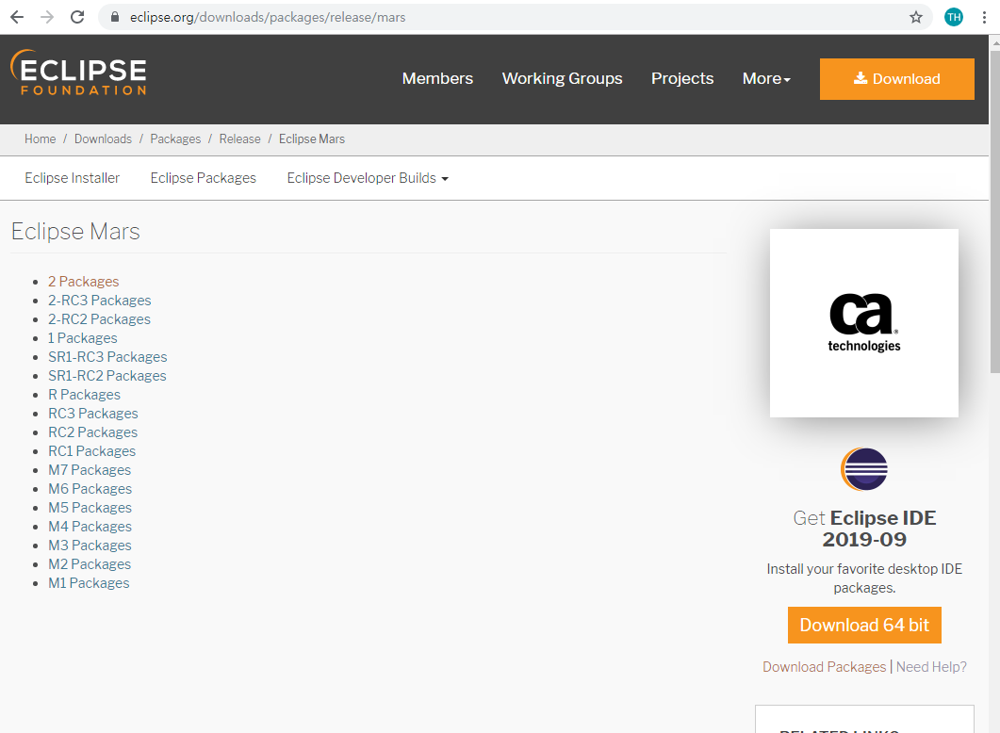 eclipse.org/downloads/packages/release/mars
TH
ECLIPSE
FOUNDATION
Members Working Groups Projects More Download
Home / Downloads / Packages / Release / Eclipse Mars
Eclipse Installer Eclipse Packages Eclipse Developer Builds
Eclipse Mars
2 Packages
2-RC3 Packages
2-RC2 Packages
1 Packages
SR1-RC3 Packages
SR1-RC2 Packages
R Packages
RC3 Packages
RC2 Packages
RC1 Packages
M7 Packages
M6 Packages
M5 Packages
M4 Packages
M3 Packages
M2 Packages
M1 Packages
ca
technologies
Get Eclipse IDE
2019-09
Install your favorite desktop IDE
packages.
Download 64 bit
Download Packages | Need Help?
RELATED LINKS